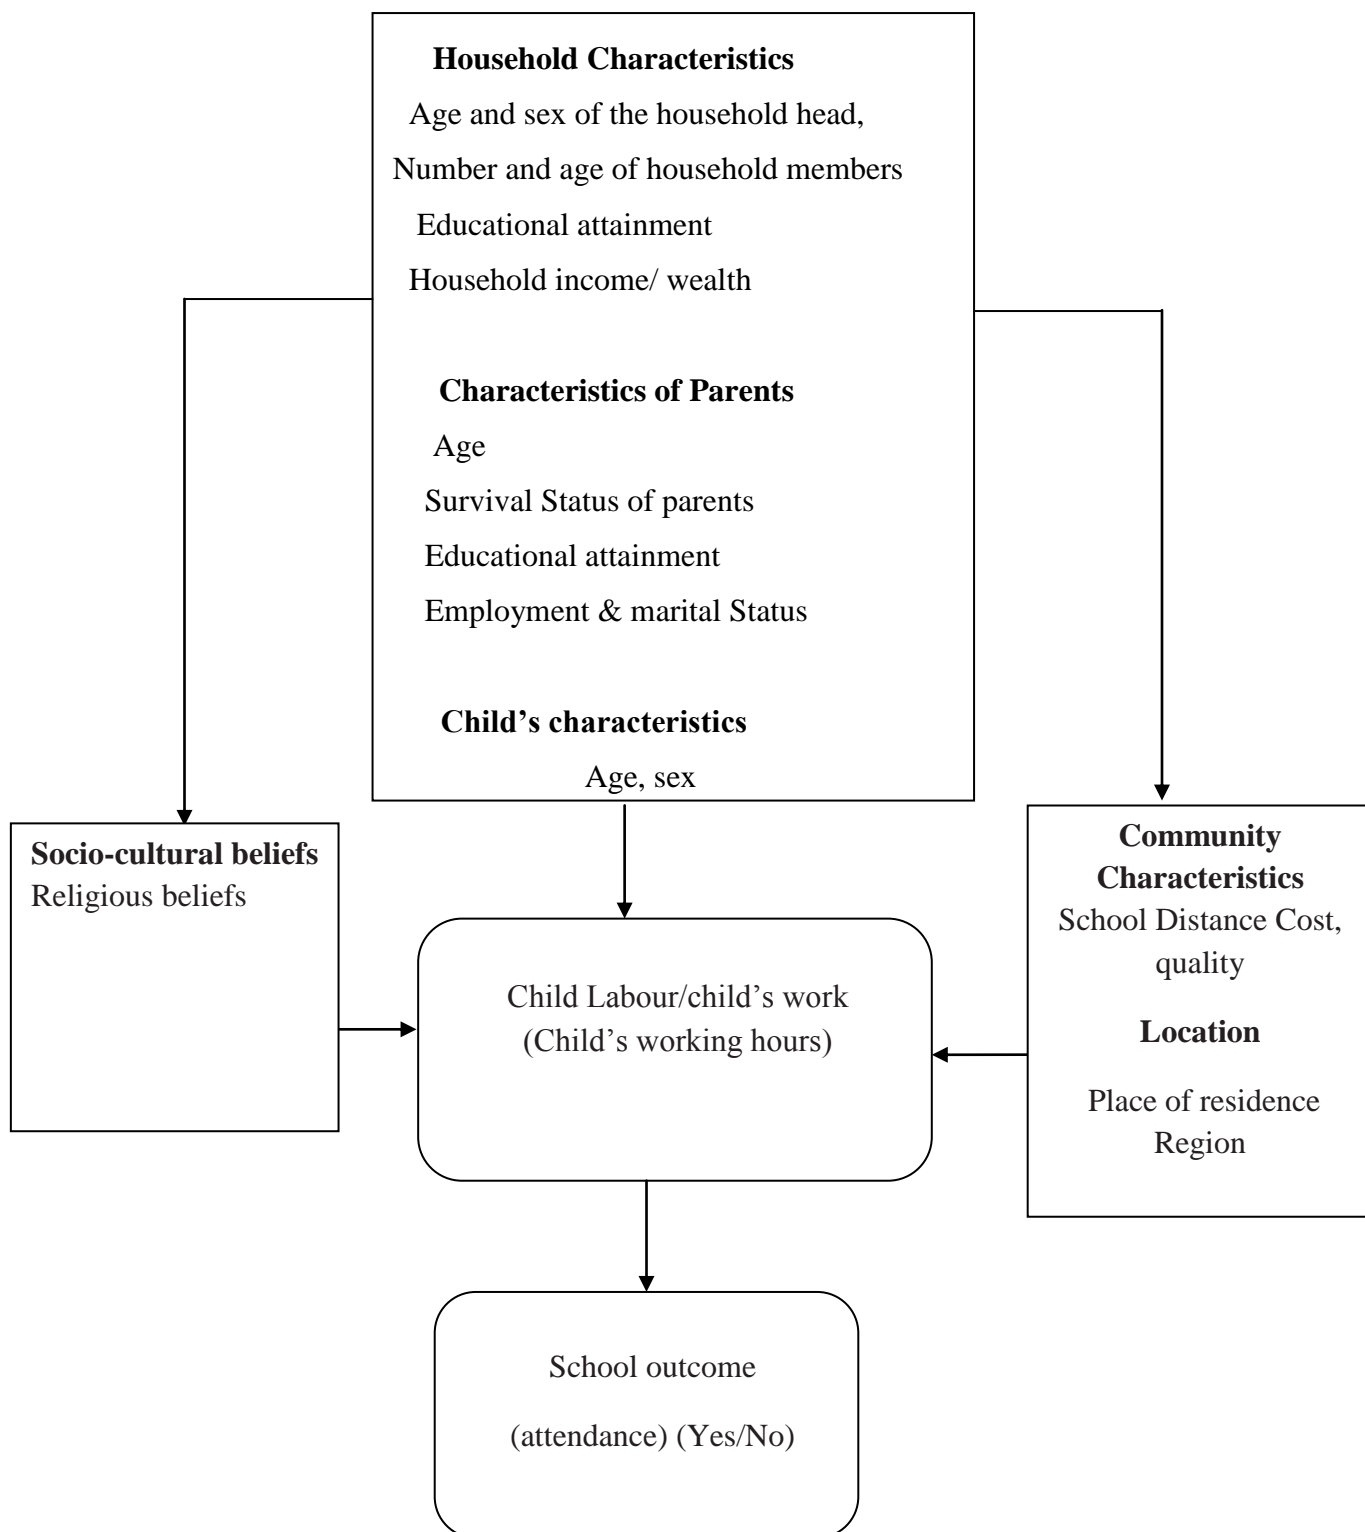 Household Characteristics
Age and sex of the household head,
Number and age of household members
Educational attainment
Household income/ wealth
Characteristics of Parents
Age
Survival Status of parents
Educational attainment
Employment & marital Status
Child’s characteristics
Age, sex
Socio-cultural beliefs
Religious beliefs
Child Labour/child’s work
(Child’s working hours)
Community
Characteristics
School Distance Cost,
quality
Location
Place of residence
Region
School outcome
(attendance) (Yes/No)